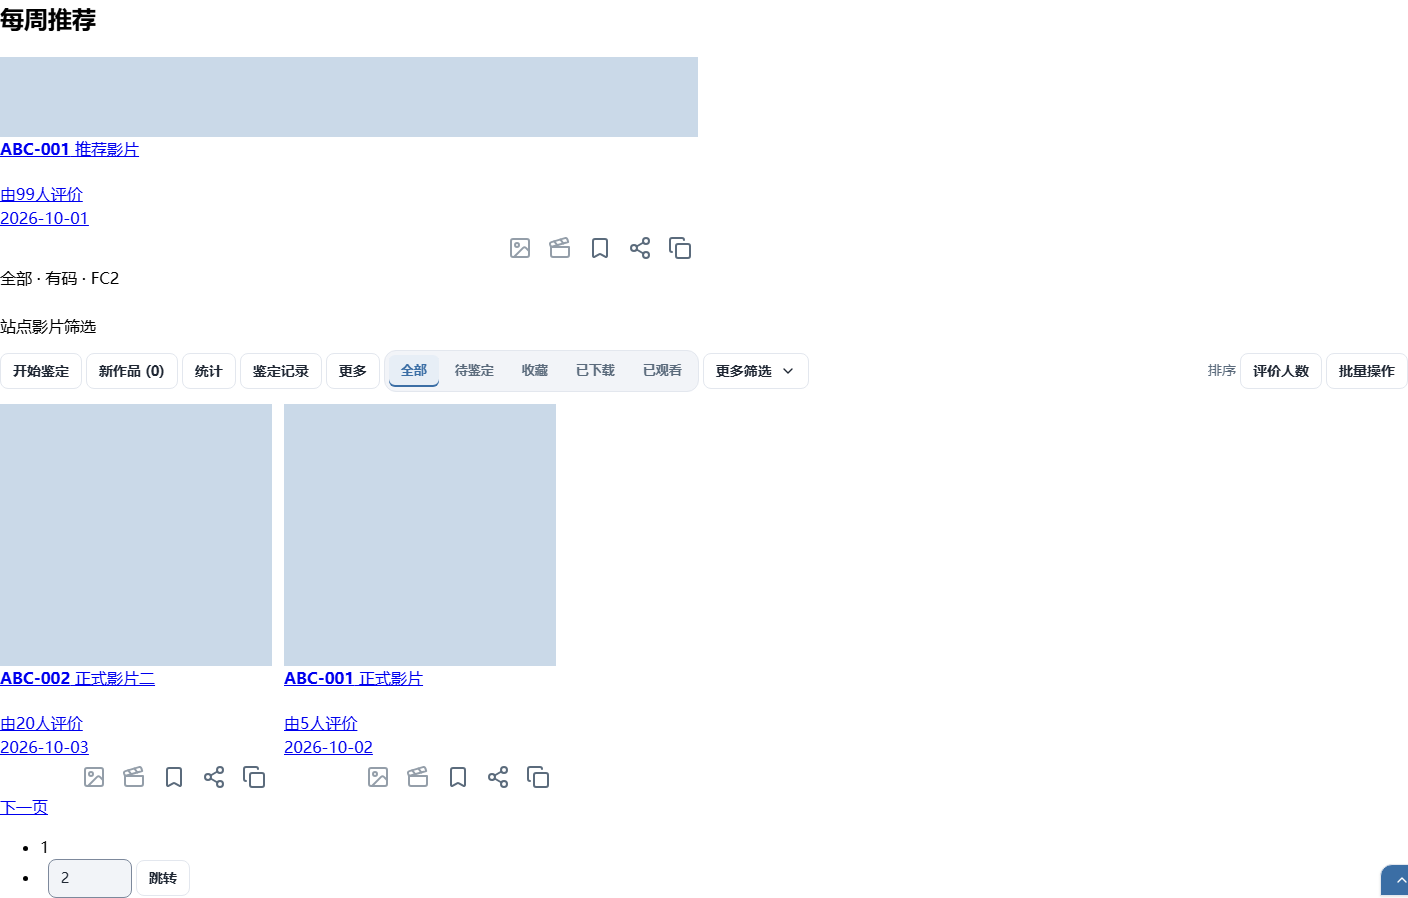 每周推荐
ABC-001 推荐影片
由99人评价
2026-10-01
全部 · 有码 · FC2
站点影片筛选
开始鉴定 新作品 (0) 统计 鉴定记录 更多 全部 待鉴定 收藏 已下载 已观看 更多筛选 排序 评价人数 批量操作
ABC-002 正式影片二 ABC-001 正式影片
由20人评价 由5人评价
2026-10-03 2026-10-02
下一页
1
2 跳转